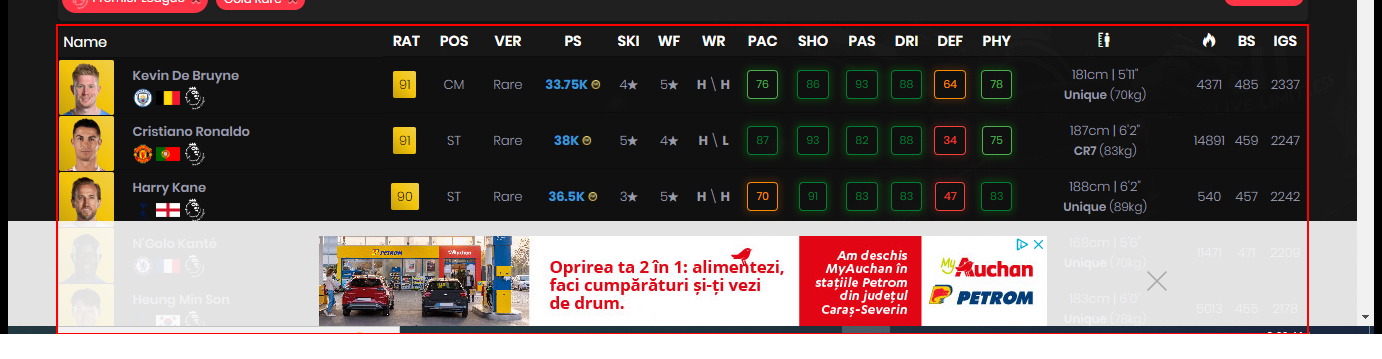 Premier League Gold Rare
Name RAT POS VER PS SKI WF WR PAC SHO PAS DRI DEF PHY BS IGS
Kevin De Bruyne 91 CM Rare 33.75K 4★ 5★ H \ H 76 86 93 88 64 78 181cm | 5'11" 4371 485 2337
Unique (70kg)
Cristiano Ronaldo 91 ST Rare 38K 5★ 4★ H \ L 87 93 82 88 34 75 187cm | 6'2" 14891 459 2247
CR7 (83kg)
Harry Kane 90 ST Rare 36.5K 3★ 5★ H \ H 70 91 83 83 47 83 188cm | 6'2" 540 457 2242
Unique (89kg)
N'Golo Kanté 168cm | 5'6" 11471 471 2209
Unique (70kg)
Heung Min Son 183cm | 6'0" 5013 455 2178
Unique (76kg)
PETROM Auchan
Oprirea ta 2 în 1: alimentezi,
faci cumpărături și-ți vezi
de drum.
Am deschis
MyAuchan în
stațiile Petrom
din județul
Caraș-Severin
My Auchan
PETROM